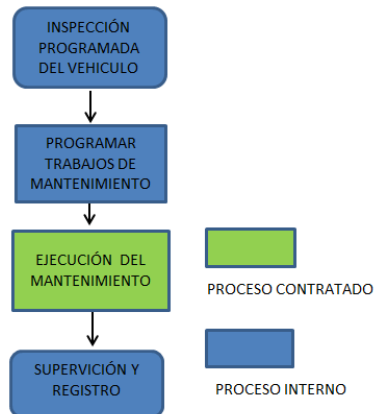 INSPECCIÓN
PROGRAMADA
DEL VEHICULO
PROGRAMAR
TRABAJOS DE
MANTENIMIENTO
EJECUCIÓN DEL
MANTENIMIENTO
PROCESO CONTRATADO
SUPERVICIÓN Y
REGISTRO
PROCESO INTERNO